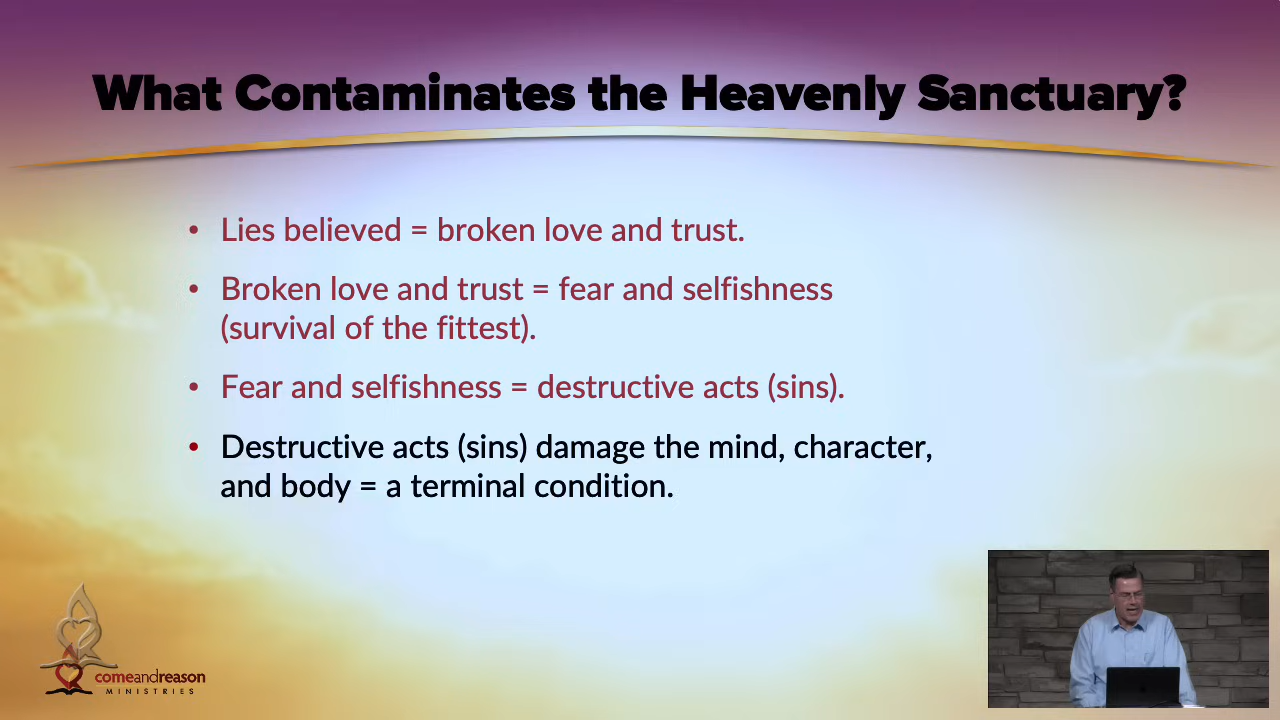 What Contaminates the Heavenly Sanctuary?
• Lies believed = broken love and trust.
• Broken love and trust = fear and selfishness
(survival of the fittest).
• Fear and selfishness = destructive acts (sins).
• Destructive acts (sins) damage the mind, character,
and body = a terminal condition.
comeandreason
MINISTRIES